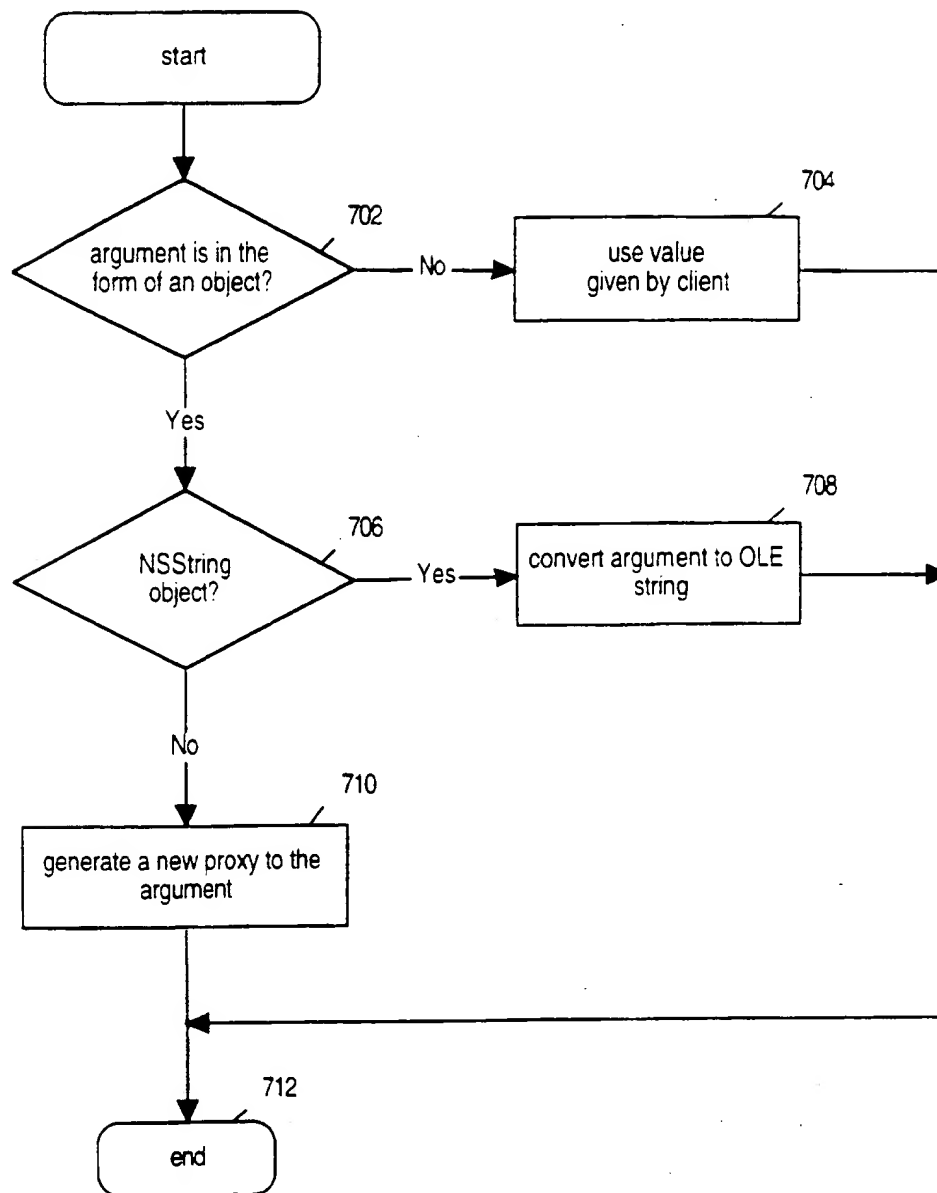 start
702
argument is in the
form of an object?
No
704
use value
given by client
Yes
706
NSString
object?
Yes
708
convert argument to OLE
string
No
710
generate a new proxy to the
argument
712
end